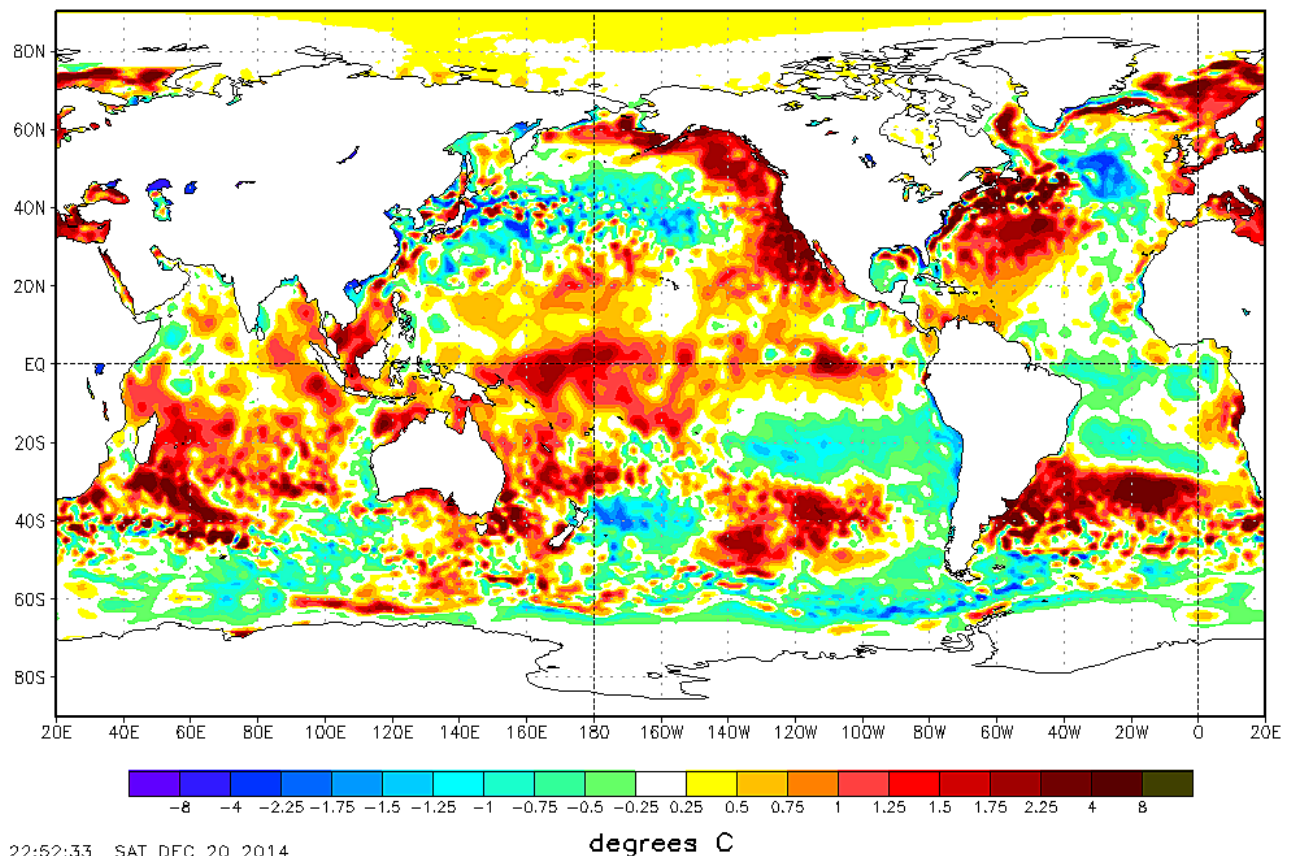 80N
60N
40N
20N
EQ
20S
40S
60S
80S
20E 40E 60E 80E 100E 120E 140E 160E 180 160W 140W 120W 100W 80W 60W 40W 20W 0 20E
-8 -4 -2.25 -1.75 -1.5 -1.25 -1 -0.75 -0.5 -0.25 0.25 0.5 0.75 1 1.25 1.5 1.75 2.25 4 8
degrees C
22:52:33 SAT DEC 20 2014